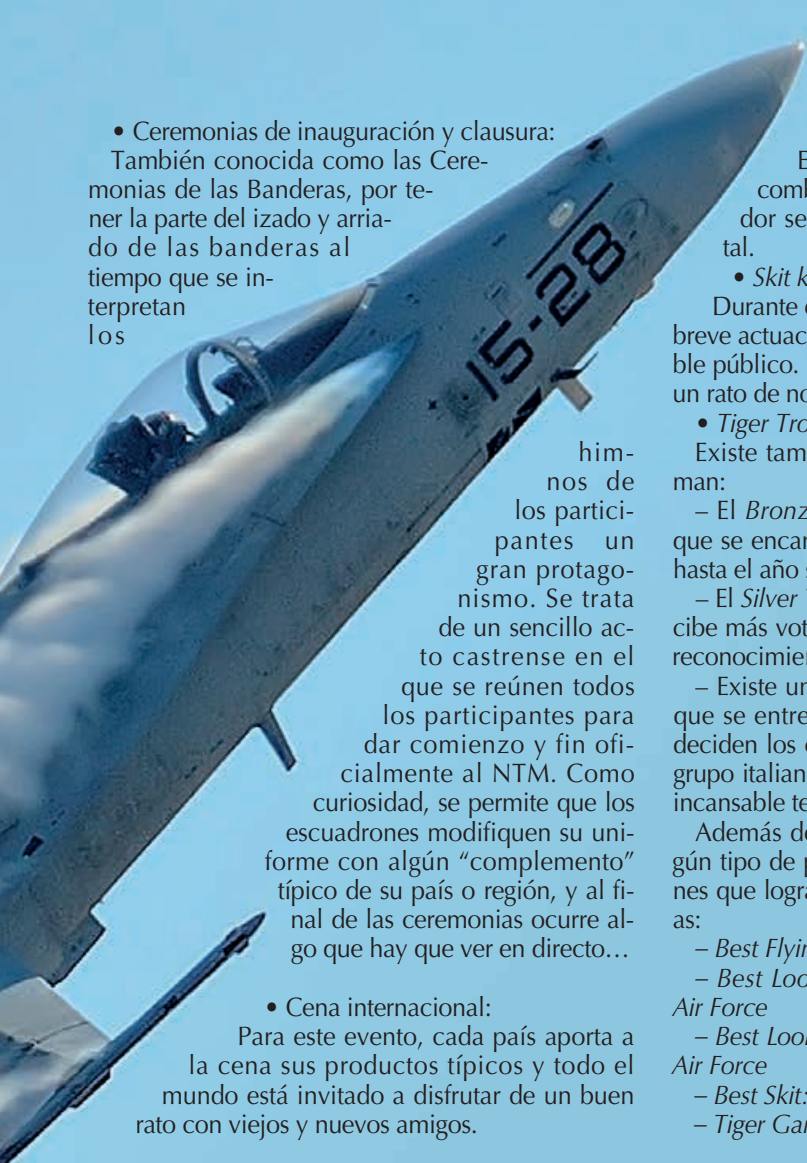 • Ceremonias de inauguración y clausura:
También conocida como las Cere-
monias de las Banderas, por te-
ner la parte del izado y arria-
do de las banderas al
tiempo que se in-
terpretan
los
him-
nos de
los partici-
pantes un
gran protago-
nismo. Se trata
de un sencillo ac-
to castrense en el
que se reúnen todos
los participantes para
dar comienzo y fin ofi-
cialmente al NTM. Como
curiosidad, se permite que los
escuadrones modifiquen su uni-
forme con algún “complemento”
típico de su país o región, y al fi-
nal de las ceremonias ocurre al-
go que hay que ver en directo…
• Cena internacional:
Para este evento, cada país aporta a
la cena sus productos típicos y todo el
mundo está invitado a disfrutar de un buen
rato con viejos y nuevos amigos.
15-28
E
comb
dor se
tal.
• Skit k
Durante
breve actuac
ble público.
un rato de no
• Tiger Tro
Existe tam
man:
– El Bronz
que se encar
hasta el año
– El Silver
cibe más vot
reconocimien
– Existe un
que se entre
deciden los
grupo italian
incansable te
Además de
gún tipo de p
nes que logra
as:
– Best Flyin
– Best Loo
Air Force
– Best Loo
Air Force
– Best Skit:
– Tiger Gar